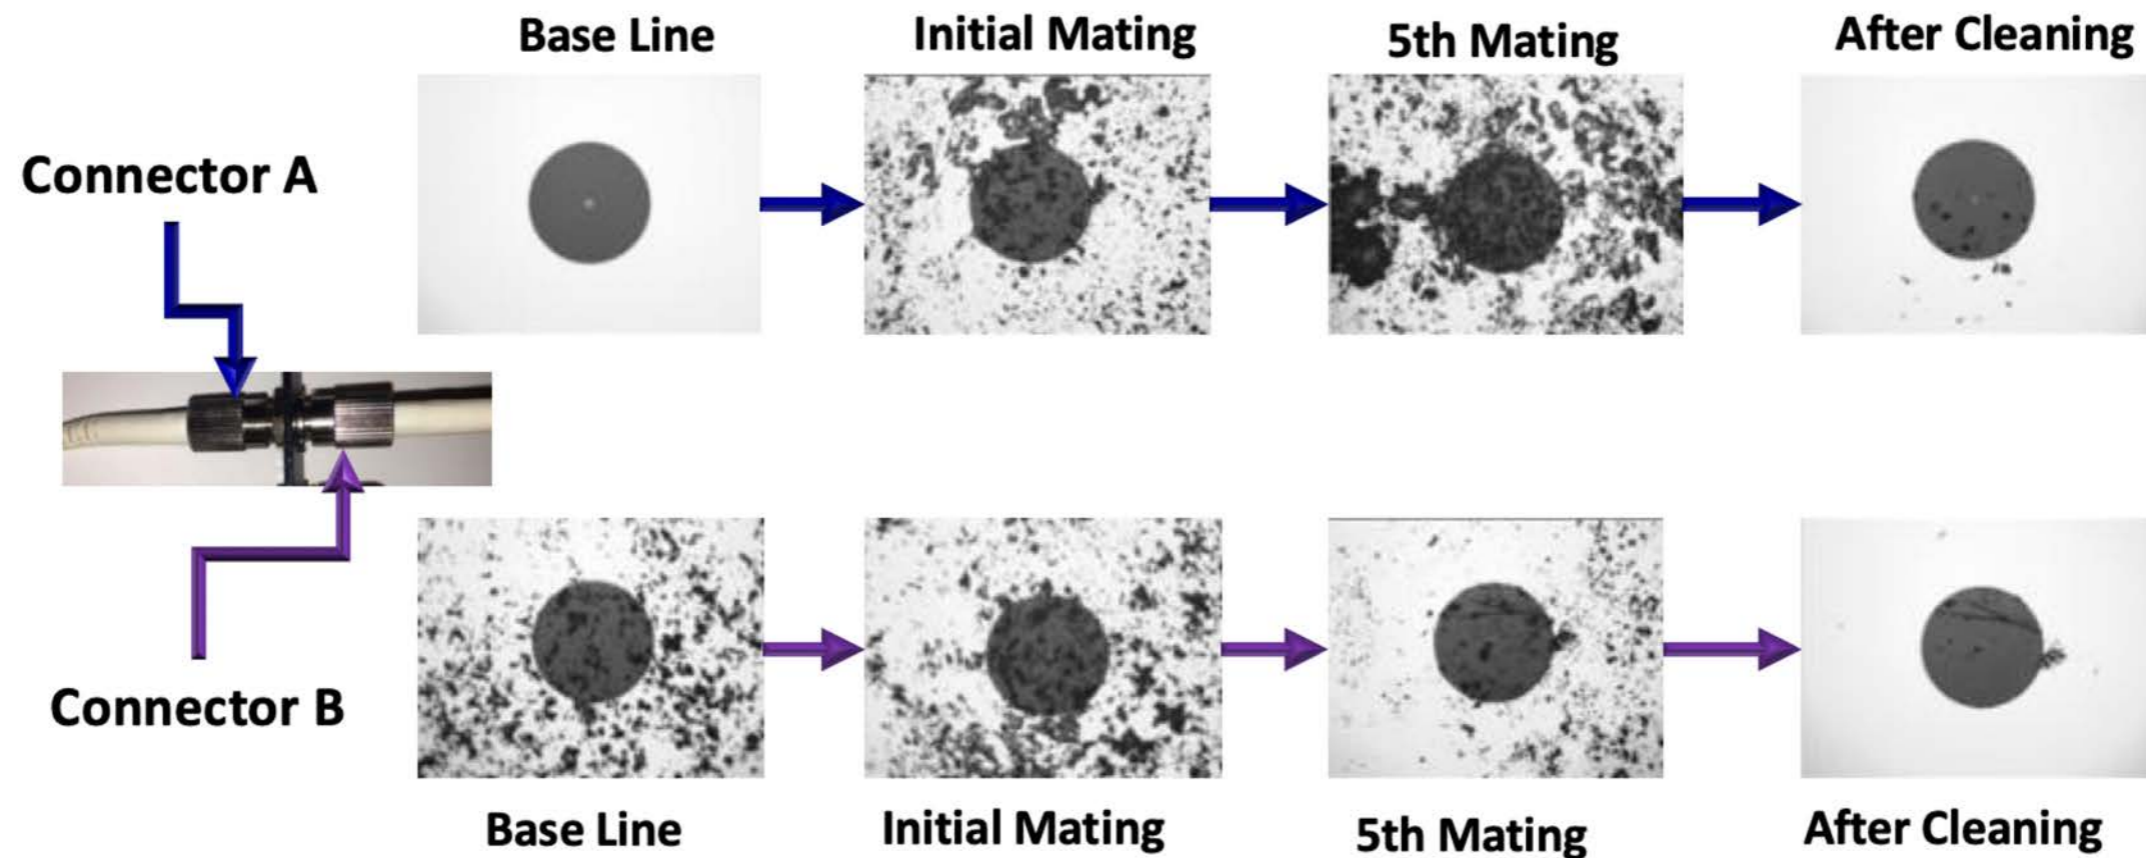 Base Line
Initial Mating
5th Mating
After Cleaning
Connector A
Connector B
Base Line
Initial Mating
5th Mating
After Cleaning